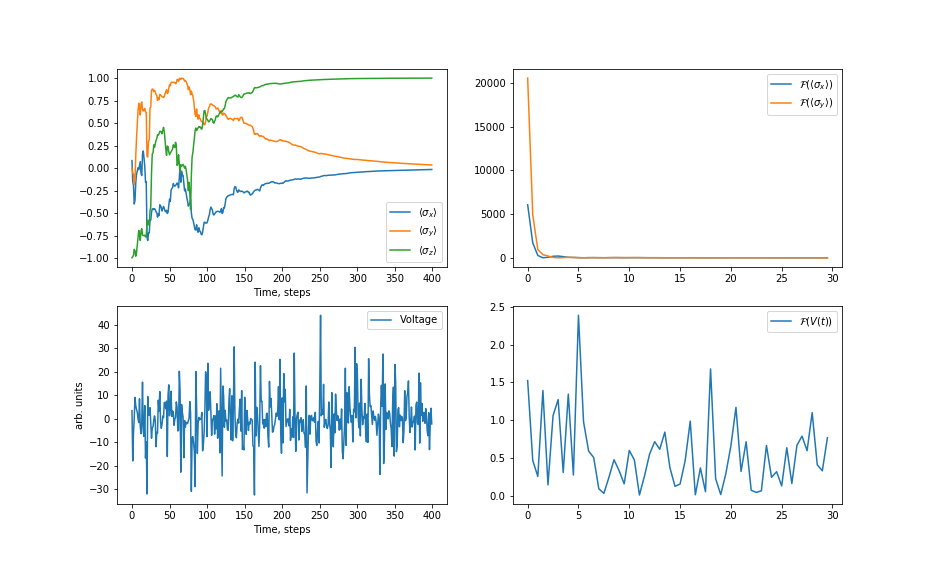 1.00
0.75
0.50
0.25
0.00
−0.25
−0.50
−0.75
−1.00
⟨σx⟩
⟨σy⟩
⟨σz⟩
0 50 100 150 200 250 300 350 400
Time, steps
20000
15000
10000
5000
0
ℱ(⟨σx⟩)
ℱ(⟨σy⟩)
0 5 10 15 20 25 30
arb. units
40
30
20
10
0
−10
−20
−30
Voltage
0 50 100 150 200 250 300 350 400
Time, steps
2.5
2.0
1.5
1.0
0.5
0.0
ℱ(V(t))
0 5 10 15 20 25 30